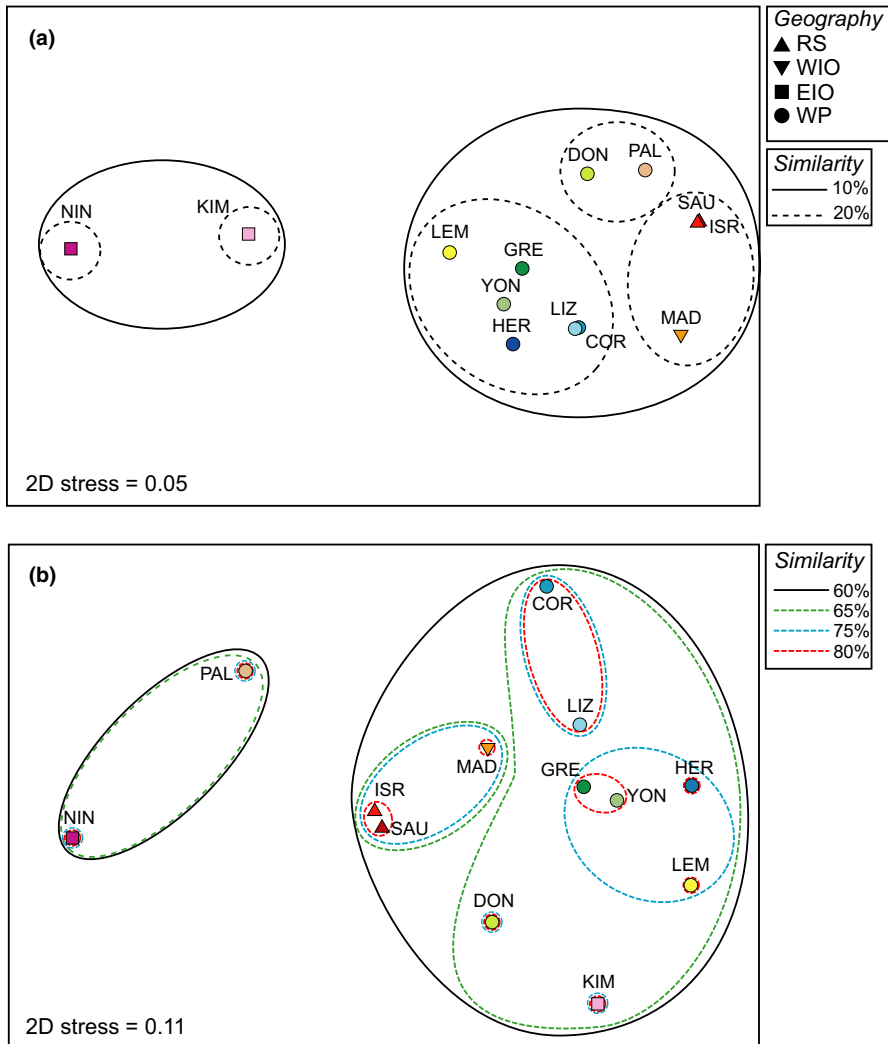 (a)
Geography
RS
WIO
EIO
WP
Similarity
10%
20%
DON
PAL
SAU
ISR
NIN
KIM
LEM
GRE
YON
HER
LIZ
COR
MAD
2D stress = 0.05
(b)
Similarity
60%
65%
75%
80%
COR
PAL
LIZ
MAD
GRE
HER
ISR
YON
SAU
NIN
LEM
DON
KIM
2D stress = 0.11